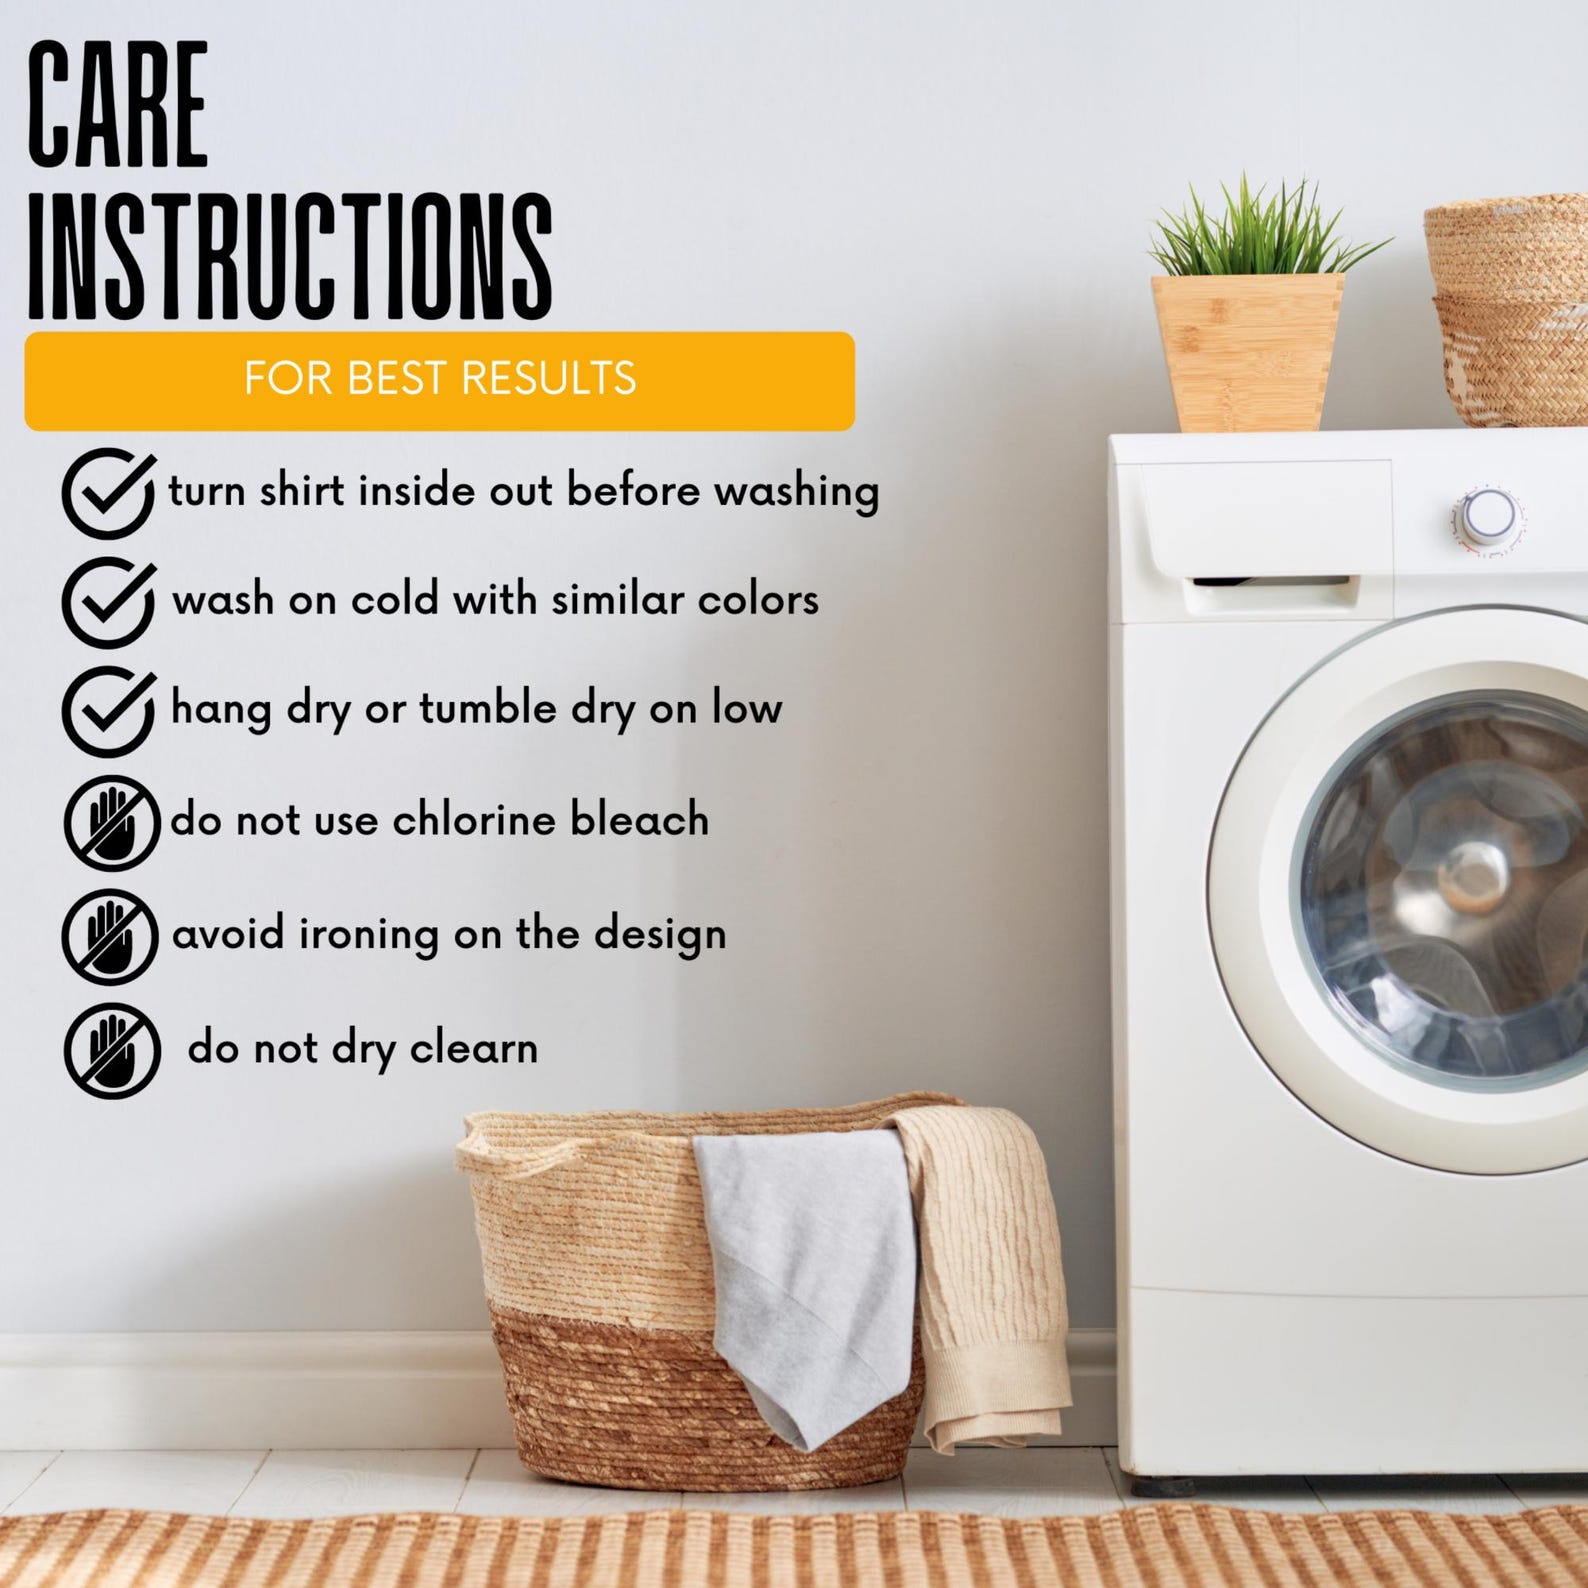 CARE
INSTRUCTIONS
FOR BEST RESULTS
turn shirt inside out before washing
wash on cold with similar colors
hang dry or tumble dry on low
do not use chlorine bleach
avoid ironing on the design
do not dry clearn